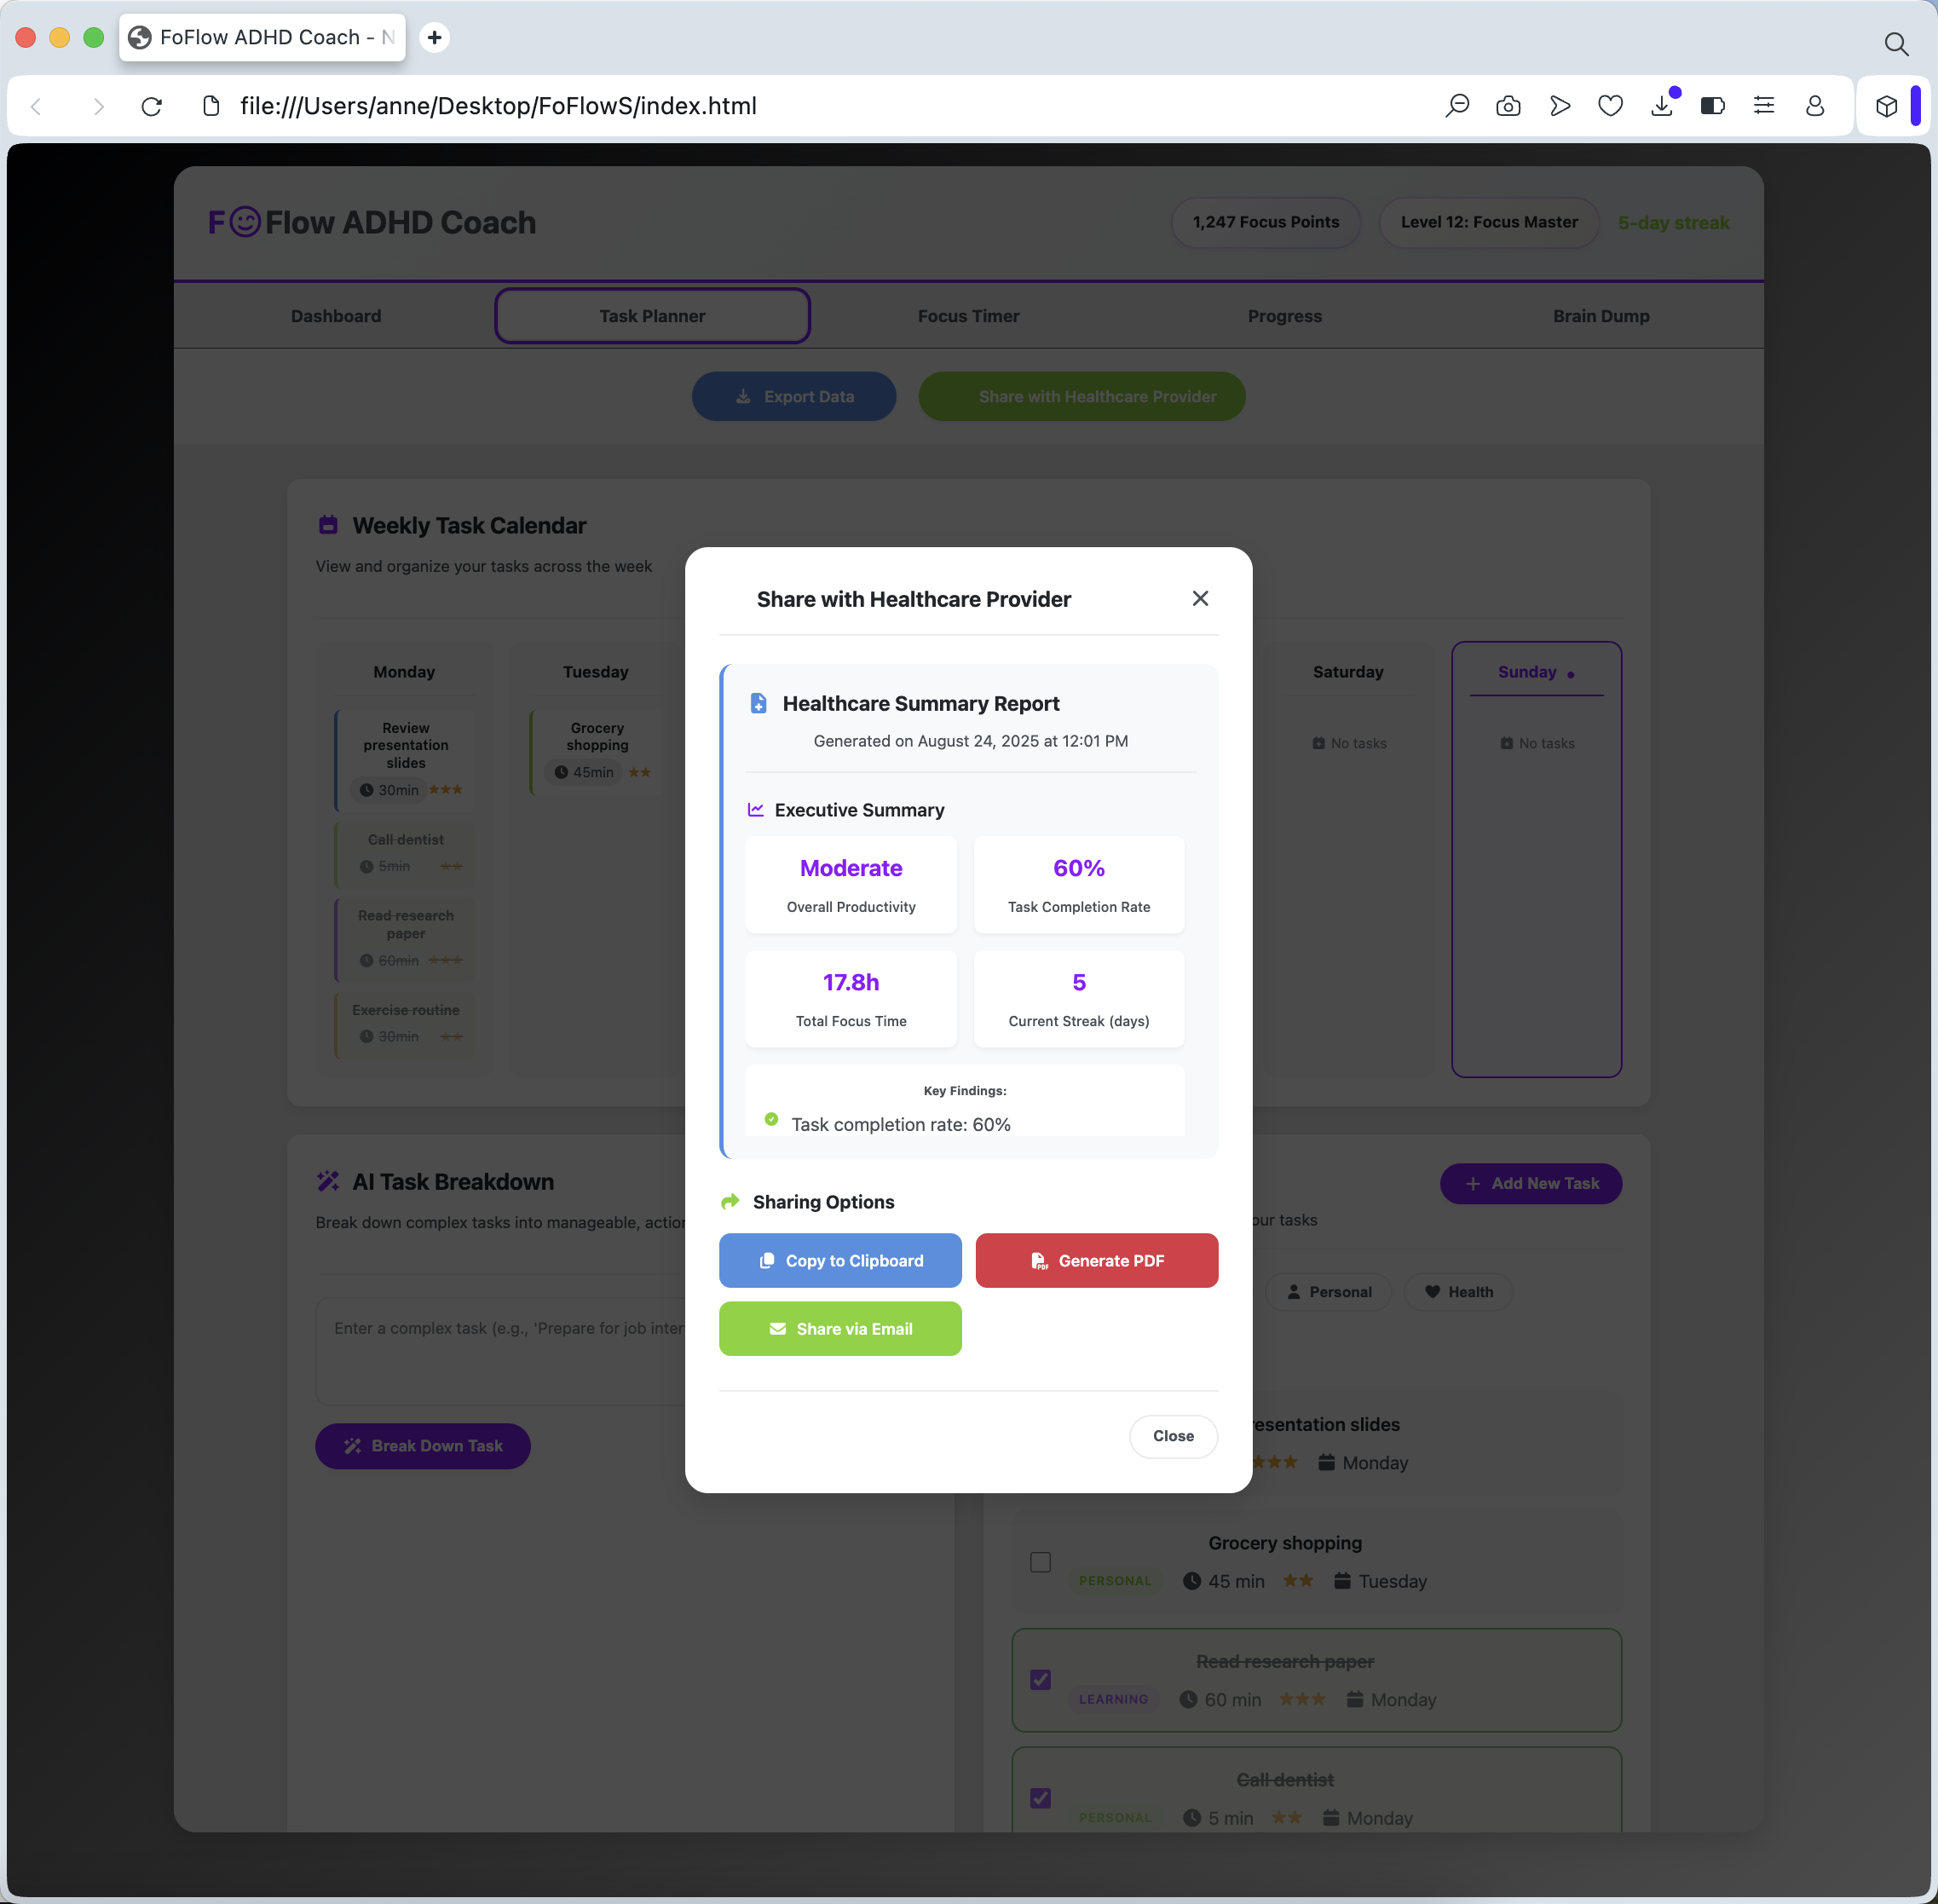 FoFlow ADHD Coach - N
file:///Users/anne/Desktop/FoFlowS/index.html
F Flow ADHD Coach
1,247 Focus Points
Level 12: Focus Master
5-day streak
Dashboard
Task Planner
Focus Timer
Progress
Brain Dump
Export Data
Share with Healthcare Provider
Weekly Task Calendar
View and organize your tasks across the week
Monday
Review
presentation
slides
30min
Call dentist
5min
Read research
paper
60min
Exercise routine
30min
Tuesday
Grocery
shopping
45min
Saturday
No tasks
Sunday
No tasks
Share with Healthcare Provider
Healthcare Summary Report
Generated on August 24, 2025 at 12:01 PM
Executive Summary
Moderate
Overall Productivity
60%
Task Completion Rate
17.8h
Total Focus Time
5
Current Streak (days)
Key Findings:
Task completion rate: 60%
Sharing Options
Copy to Clipboard
Generate PDF
Share via Email
Close
AI Task Breakdown
Break down complex tasks into manageable, action
Enter a complex task (e.g., 'Prepare for job inter
Break Down Task
Add New Task
our tasks
Personal
Health
resentation slides
Monday
Grocery shopping
PERSONAL
45 min
Tuesday
Read research paper
LEARNING
60 min
Monday
Call dentist
PERSONAL
5 min
Monday